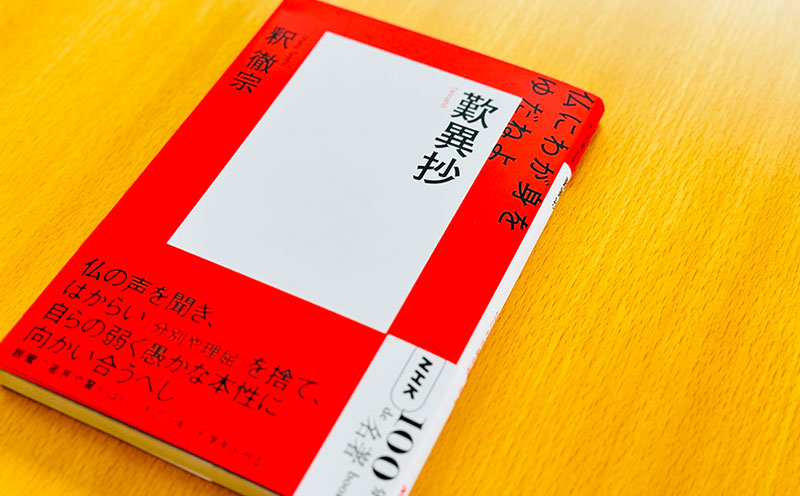 釈 徹宗
歎異抄
仏にわが身を
ゆだねよ
仏の声を聞き、
はからい(分別や理屈)を捨て、
自らの弱く愚かな本性に
向かい合うべし
NHK
100分
de名著
book